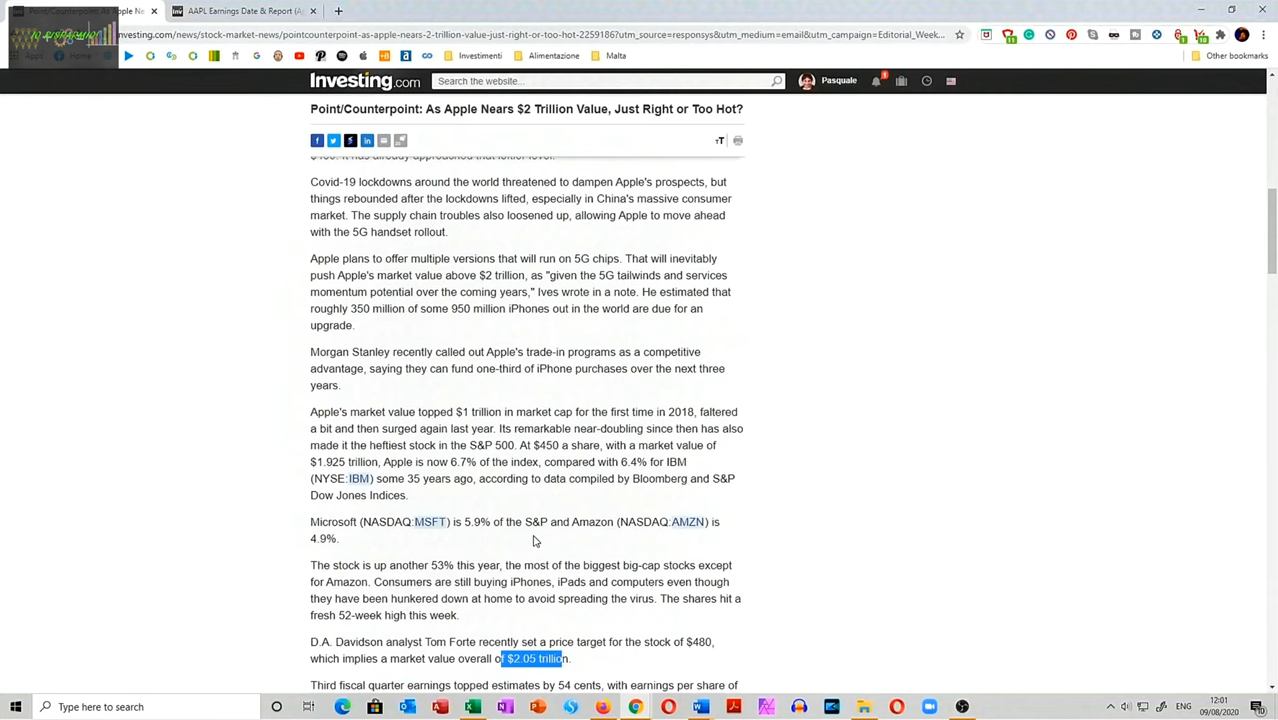 Point/Counterpoint: As Apple Ne
AAPL Earnings Date & Report (A
investing.com/news/stock-market-news/pointcounterpoint-as-apple-nears-2-trillion-value-just-right-or-too-hot-2259186?utm_source=responsys&utm_medium=email&utm_campaign=Editorial_Week...
Apps
Home
Investimenti
Alimentazione
Malta
Other bookmarks
Investing.com
Search the website...
Pasquale
Point/Counterpoint: As Apple Nears $2 Trillion Value, Just Right or Too Hot?
Covid-19 lockdowns around the world threatened to dampen Apple's prospects, but
things rebounded after the lockdowns lifted, especially in China's massive consumer
market. The supply chain troubles also loosened up, allowing Apple to move ahead
with the 5G handset rollout.
Apple plans to offer multiple versions that will run on 5G chips. That will inevitably
push Apple's market value above $2 trillion, as "given the 5G tailwinds and services
momentum potential over the coming years," Ives wrote in a note. He estimated that
roughly 350 million of some 950 million iPhones out in the world are due for an
upgrade.
Morgan Stanley recently called out Apple's trade-in programs as a competitive
advantage, saying they can fund one-third of iPhone purchases over the next three
years.
Apple's market value topped $1 trillion in market cap for the first time in 2018, faltered
a bit and then surged again last year. Its remarkable near-doubling since then has also
made it the heftiest stock in the S&P 500. At $450 a share, with a market value of
$1.925 trillion, Apple is now 6.7% of the index, compared with 6.4% for IBM
(NYSE:IBM) some 35 years ago, according to data compiled by Bloomberg and S&P
Dow Jones Indices.
Microsoft (NASDAQ:MSFT) is 5.9% of the S&P and Amazon (NASDAQ:AMZN) is
4.9%.
The stock is up another 53% this year, the most of the biggest big-cap stocks except
for Amazon. Consumers are still buying iPhones, iPads and computers even though
they have been hunkered down at home to avoid spreading the virus. The shares hit a
fresh 52-week high this week.
D.A. Davidson analyst Tom Forte recently set a price target for the stock of $480,
which implies a market value overall of $2.05 trillion.
Third fiscal quarter earnings topped estimates by 54 cents, with earnings per share of
Type here to search
12:01
09/08/2020